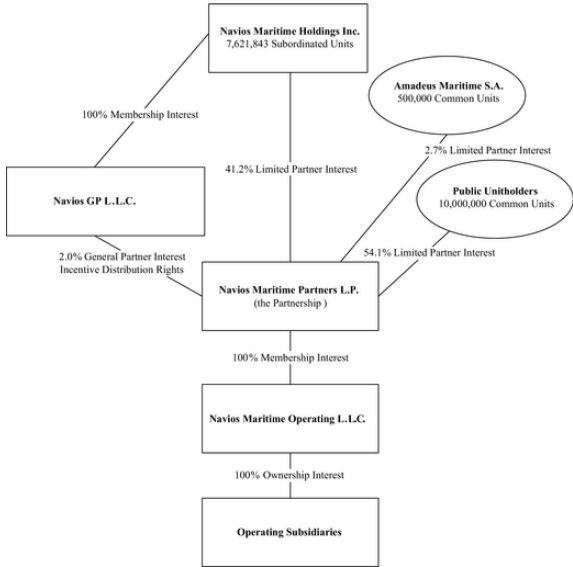 Navios Maritime Holdings Inc.
7,621,843 Subordinated Units
Amadeus Maritime S.A.
500,000 Common Units
100% Membership Interest
2.7% Limited Partner Interest
41.2% Limited Partner Interest
Public Unitholders
10,000,000 Common Units
Navios GP L.L.C.
2.0% General Partner Interest
Incentive Distribution Rights
54.1% Limited Partner Interest
Navios Maritime Partners L.P.
(the Partnership )
100% Membership Interest
Navios Maritime Operating L.L.C.
100% Ownership Interest
Operating Subsidiaries